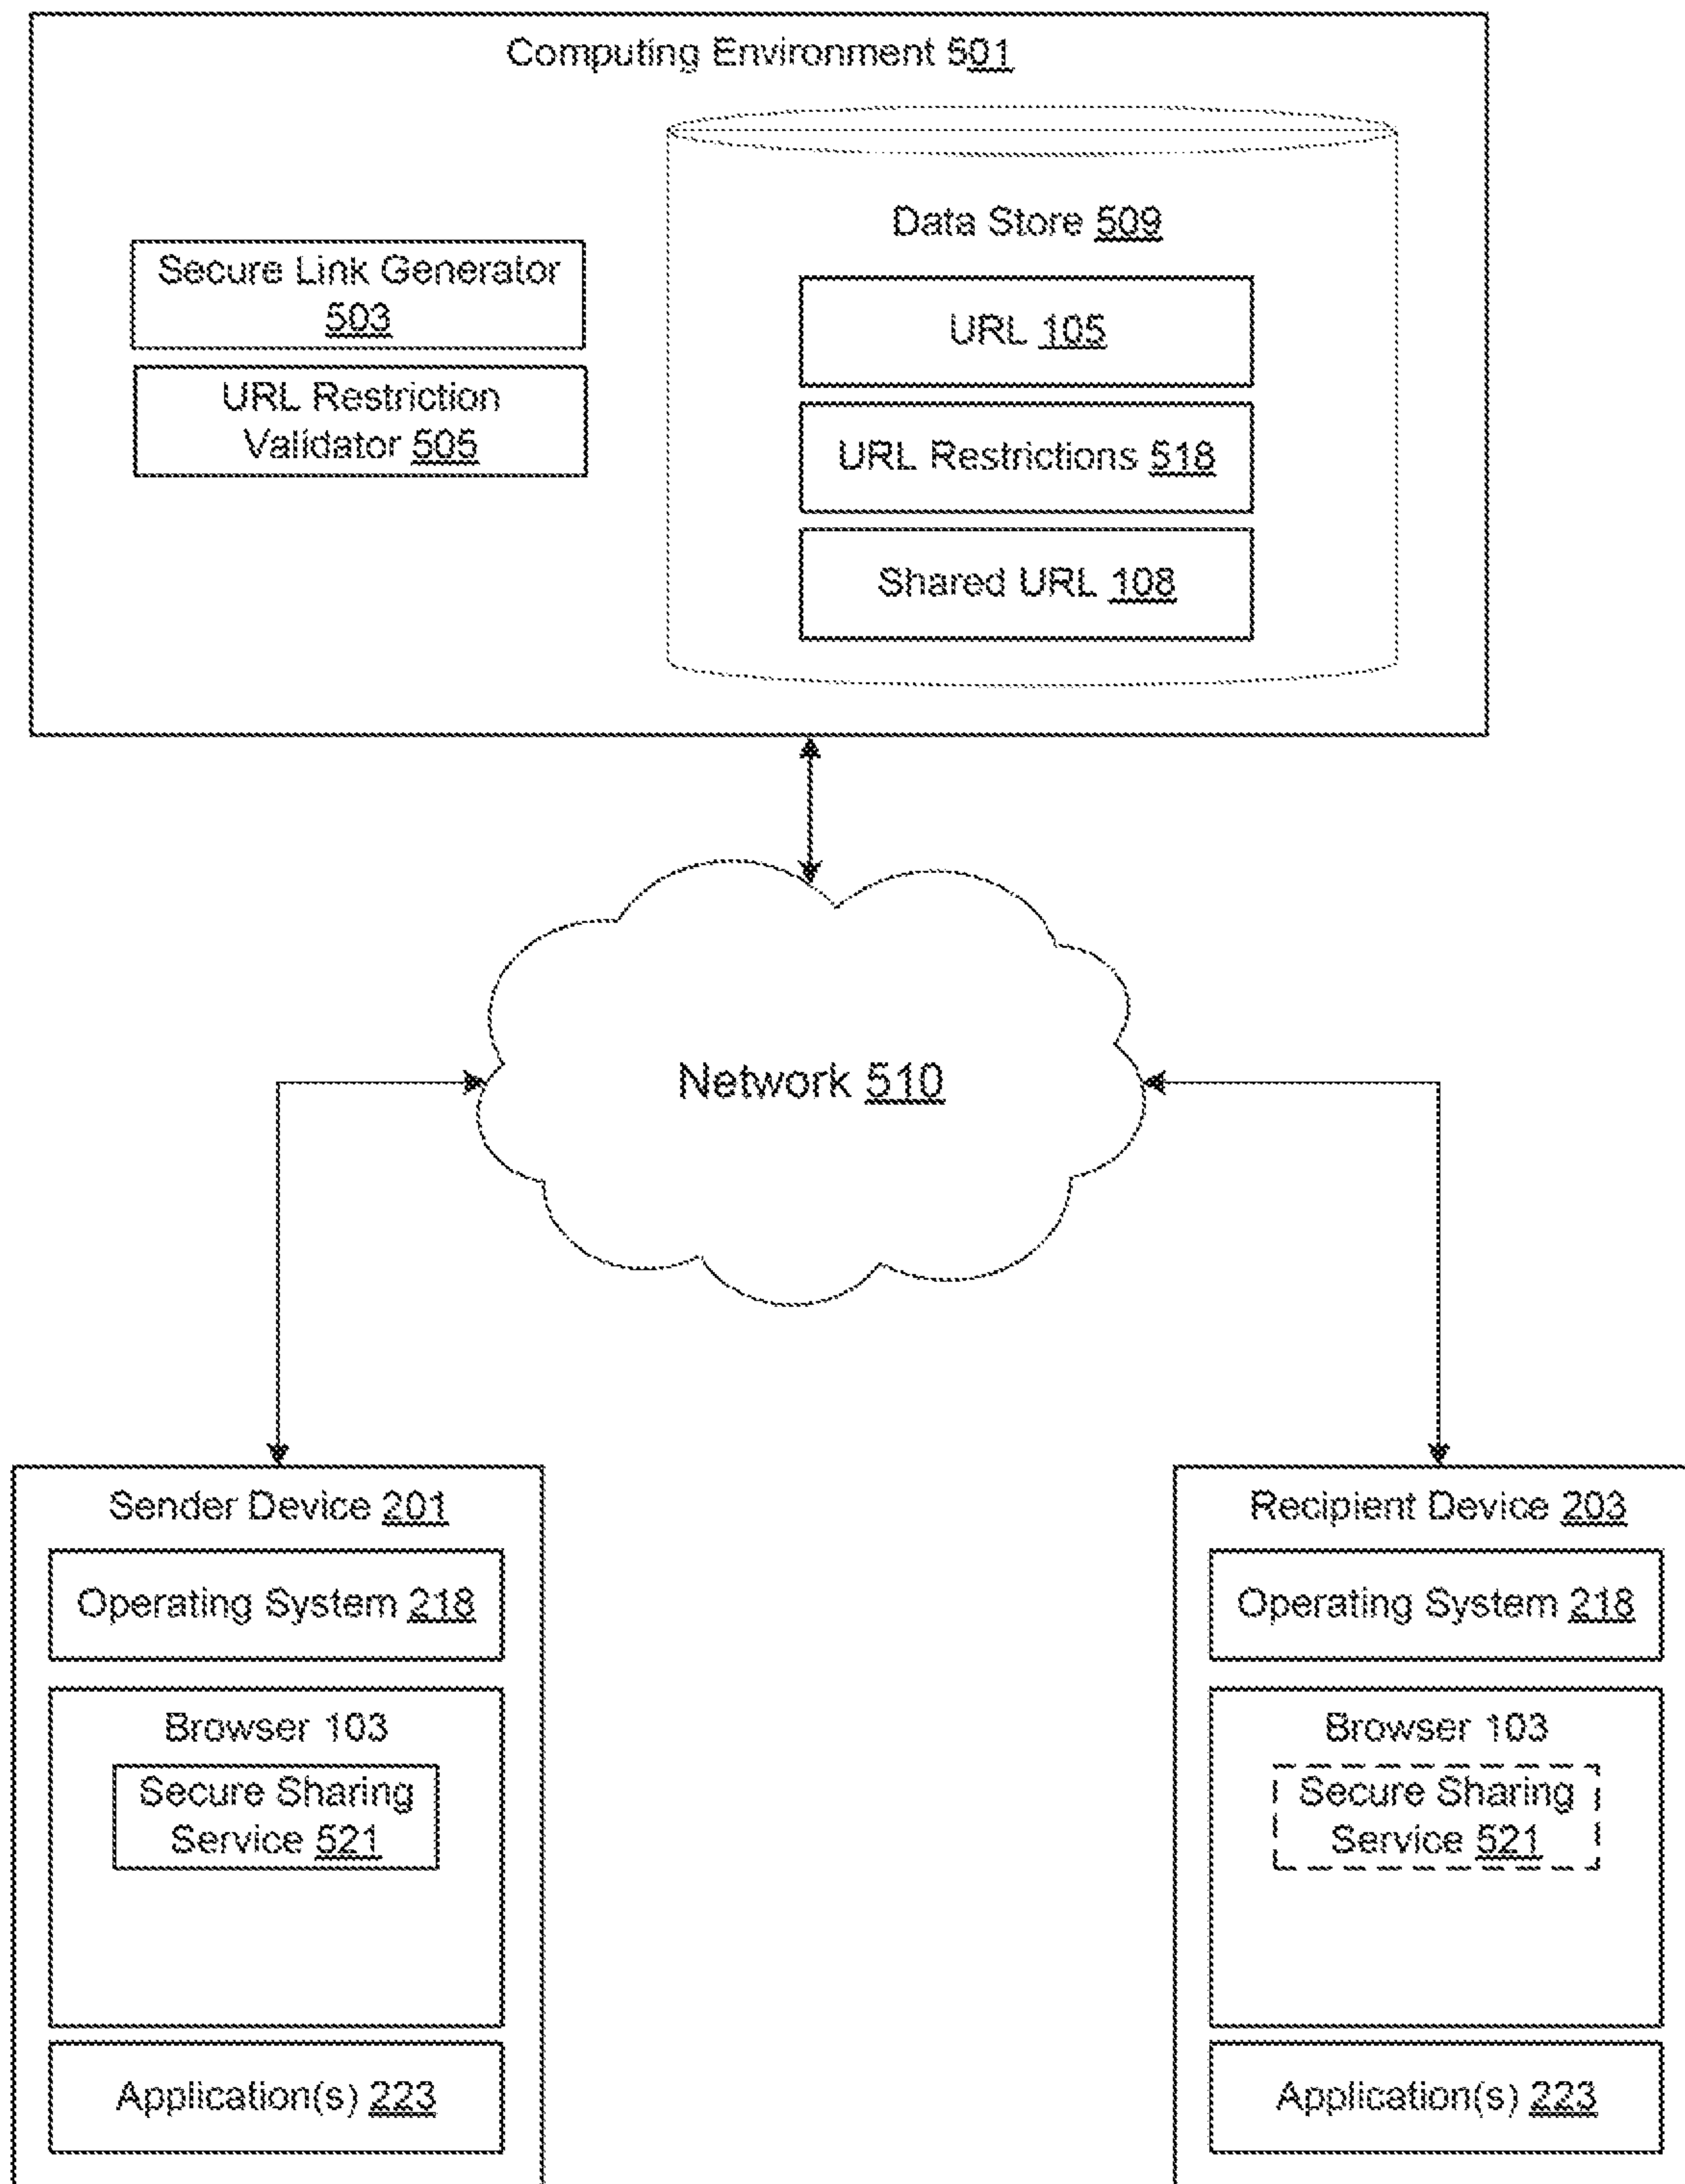 Computing Environment 501
Data Store 509
Secure Link Generator
503
URL Restriction
Validator 505
URL 105
URL Restrictions 518
Shared URL 108
Network 510
Sender Device 201
Operating System 218
Browser 103
Secure Sharing
Service 521
Application(s) 223
Recipient Device 203
Operating System 218
Browser 103
Secure Sharing
Service 521
Application(s) 223